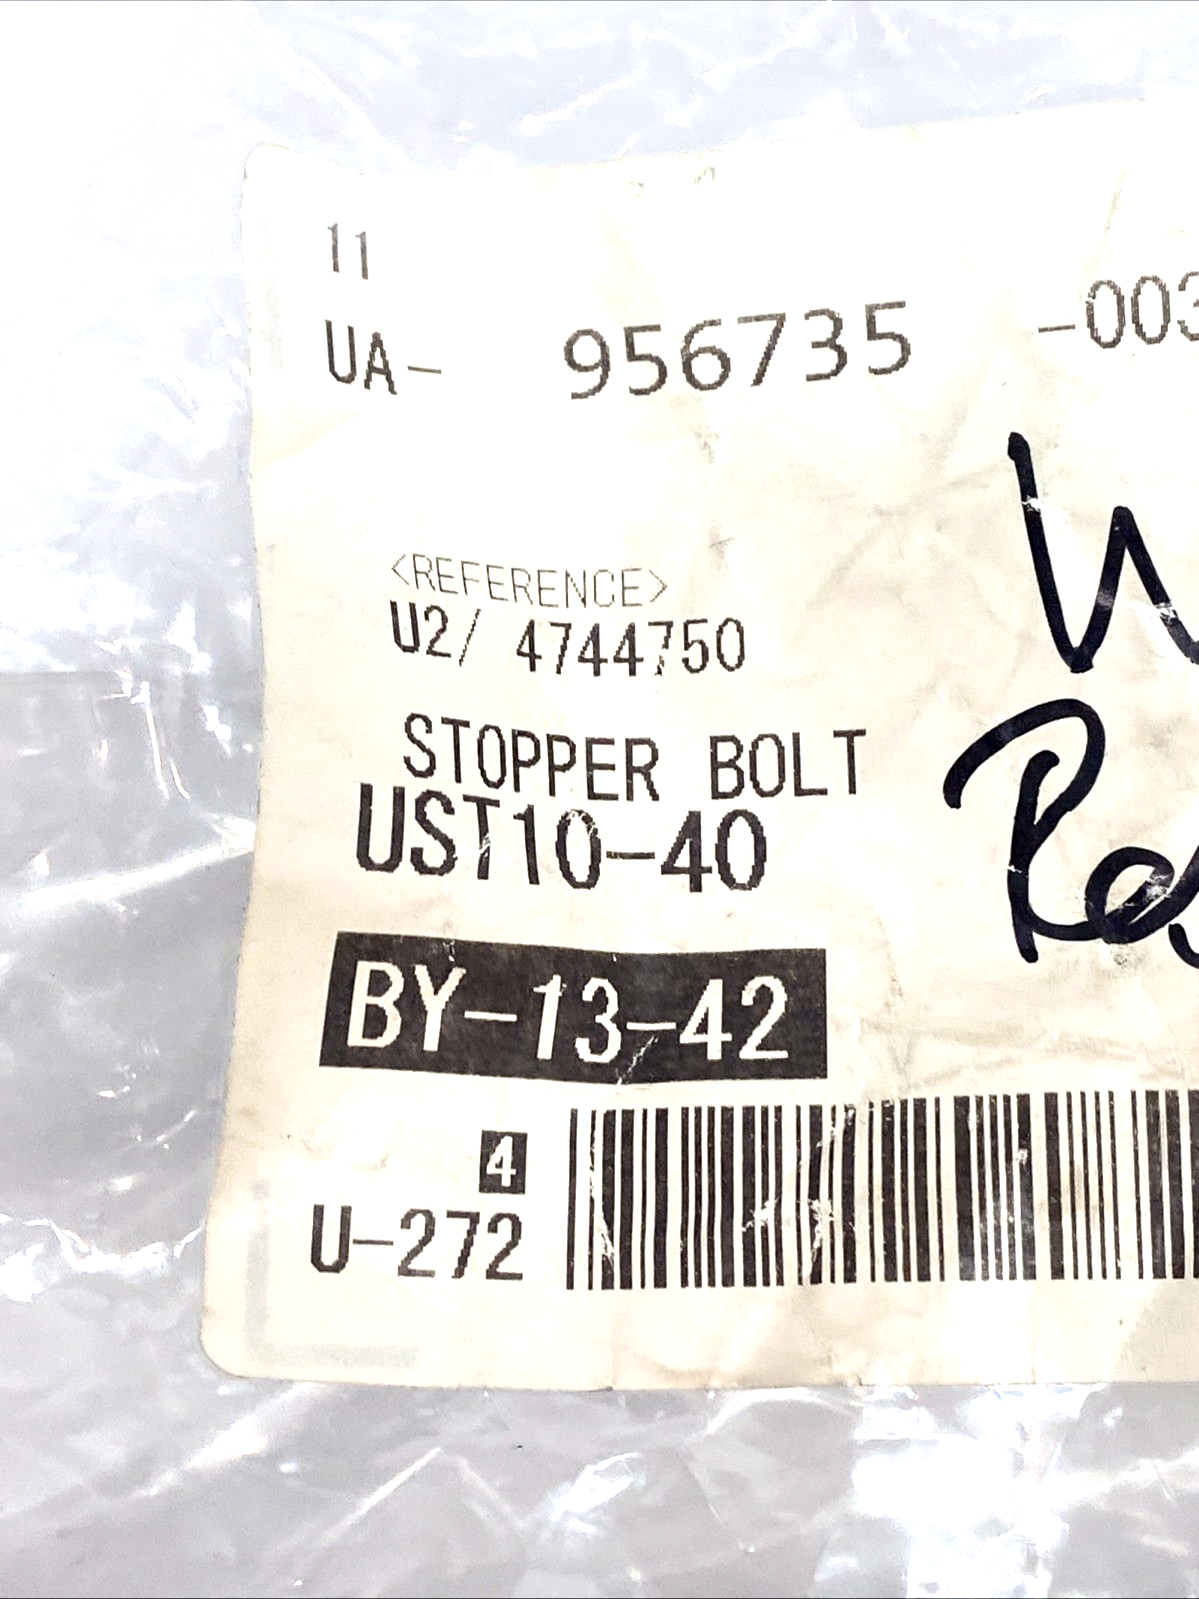 11
UA- 956735 -003
<REFERENCE>
U2/ 4744750
STOPPER BOLT
UST10-40
BY-13-42
4
U-272